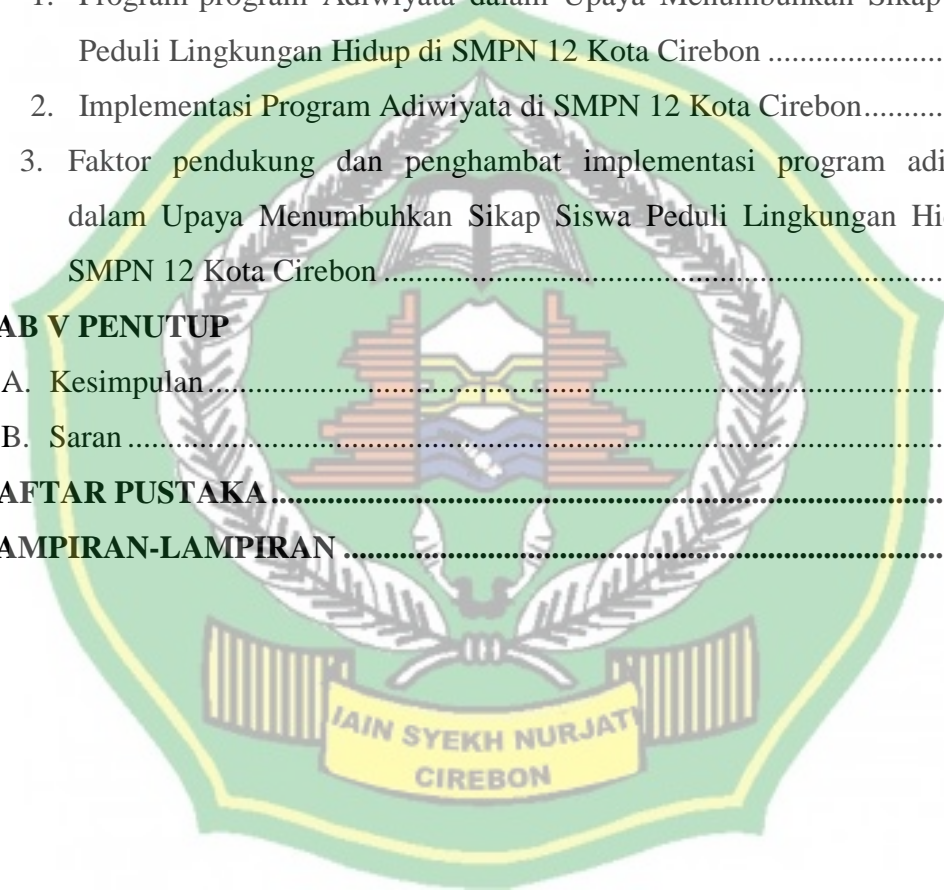 1. Program-program Adiwiyata dalam Upaya Menumbuhkan Sikap
Peduli Lingkungan Hidup di SMPN 12 Kota Cirebon ......................
2. Implementasi Program Adiwiyata di SMPN 12 Kota Cirebon..........
3. Faktor pendukung dan penghambat implementasi program adi
dalam Upaya Menumbuhkan Sikap Siswa Peduli Lingkungan Hi
SMPN 12 Kota Cirebon ......................................................................
AB V PENUTUP
A. Kesimpulan..............................................................................................
B. Saran ........................................................................................................
AFTAR PUSTAKA..........................................................................................
AMPIRAN-LAMPIRAN ...............................................................................
IAIN SYEKH NURJATI
CIREBON